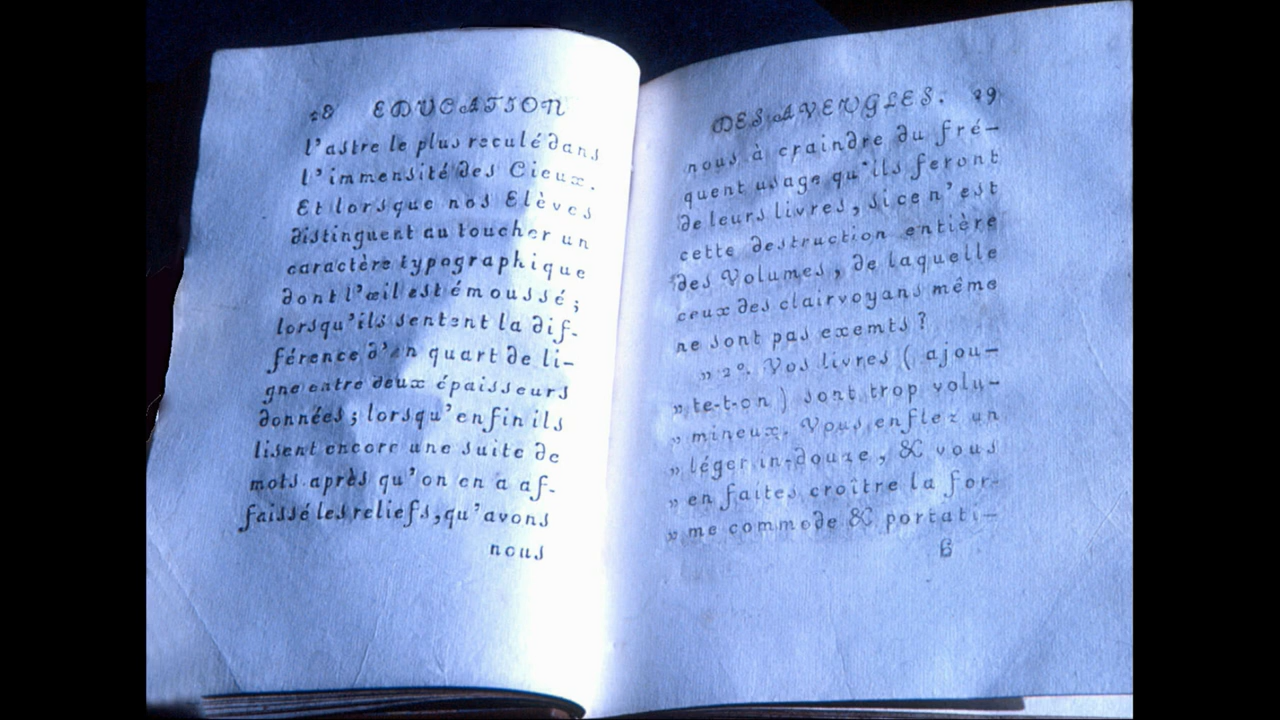 28 EDUCATION
l'astre le plus reculé dans
l'immensité des Cieux.
Et lorsque nos Elèves
distinguent au toucher un
caractère typographique
dont l'œil est émoussé ;
lorsqu'ils sentent la dif-
férence d'un quart de li-
gne entre deux épaisseurs
données ; lorsqu'enfin ils
lisent encore une suite de
mots après qu'on en a af-
faissé les reliefs, qu'avons
nous
DES AVEUGLES. 29
nous à craindre du fré-
quent usage qu'ils feront
de leurs livres, si ce n'est
cette destruction entière
des Volumes, de laquelle
ceux des clairvoyans même
ne sont pas exemts ?
» 2°. Vos livres ( ajou-
» te-t-on ) sont trop volu-
» mineux. Vous enflez un
» léger in-douze, & vous
» en faites croître la for-
» me commode & portati-
B